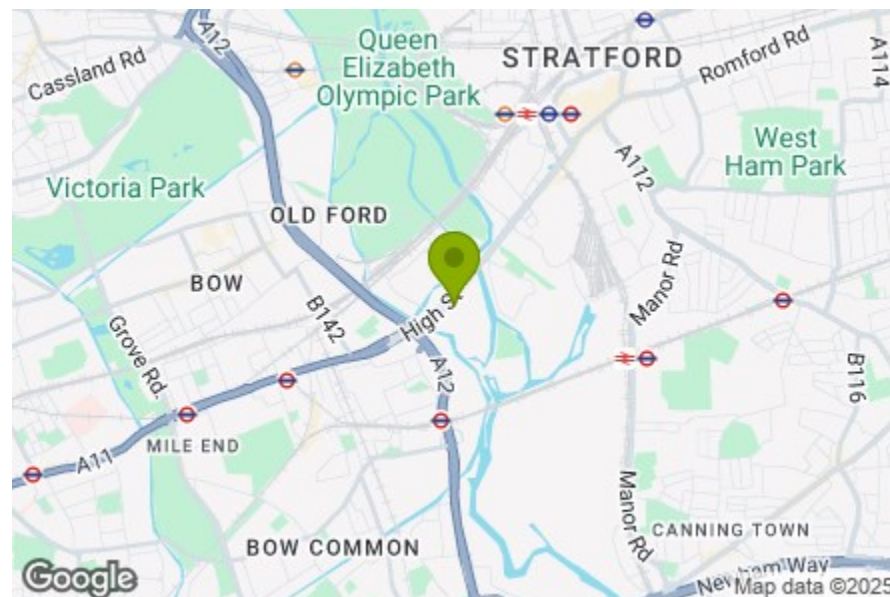 A12
Cassland Rd
Queen
Elizabeth
Olympic Park
STRATFORD
Romford Rd
A114
Victoria Park
A112
West
Ham Park
OLD FORD
BOW
B142
High St
Manor Rd
Grove Rd.
A12
B116
MILE END
A11
Manor Rd
BOW COMMON
CANNING TOWN
Newham Way
Google
Map data ©2025